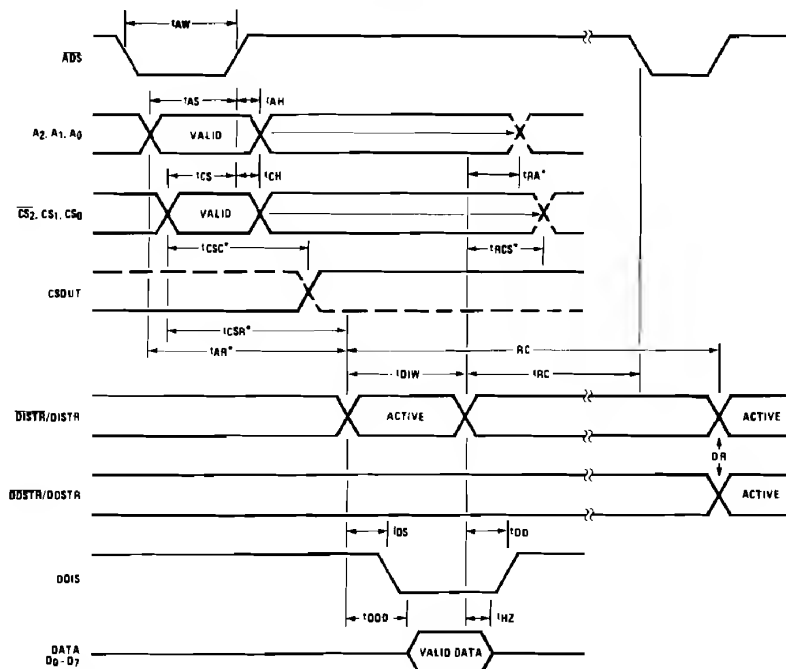 tAW
ADS
tAS tAH
A2, A1, A0 VALID
tRA*
tCS tCH
CS2, CS1, CS0 VALID
tCSC* tRCS*
CSOUT
tCSR*
tAR* RC
tDIW tRC
DISTR/DISTR ACTIVE ACTIVE
OR
DOSTR/DOSTR ACTIVE
tDS tDD
DDIS
tDDD tHZ
DATA
D0-D7 VALID DATA